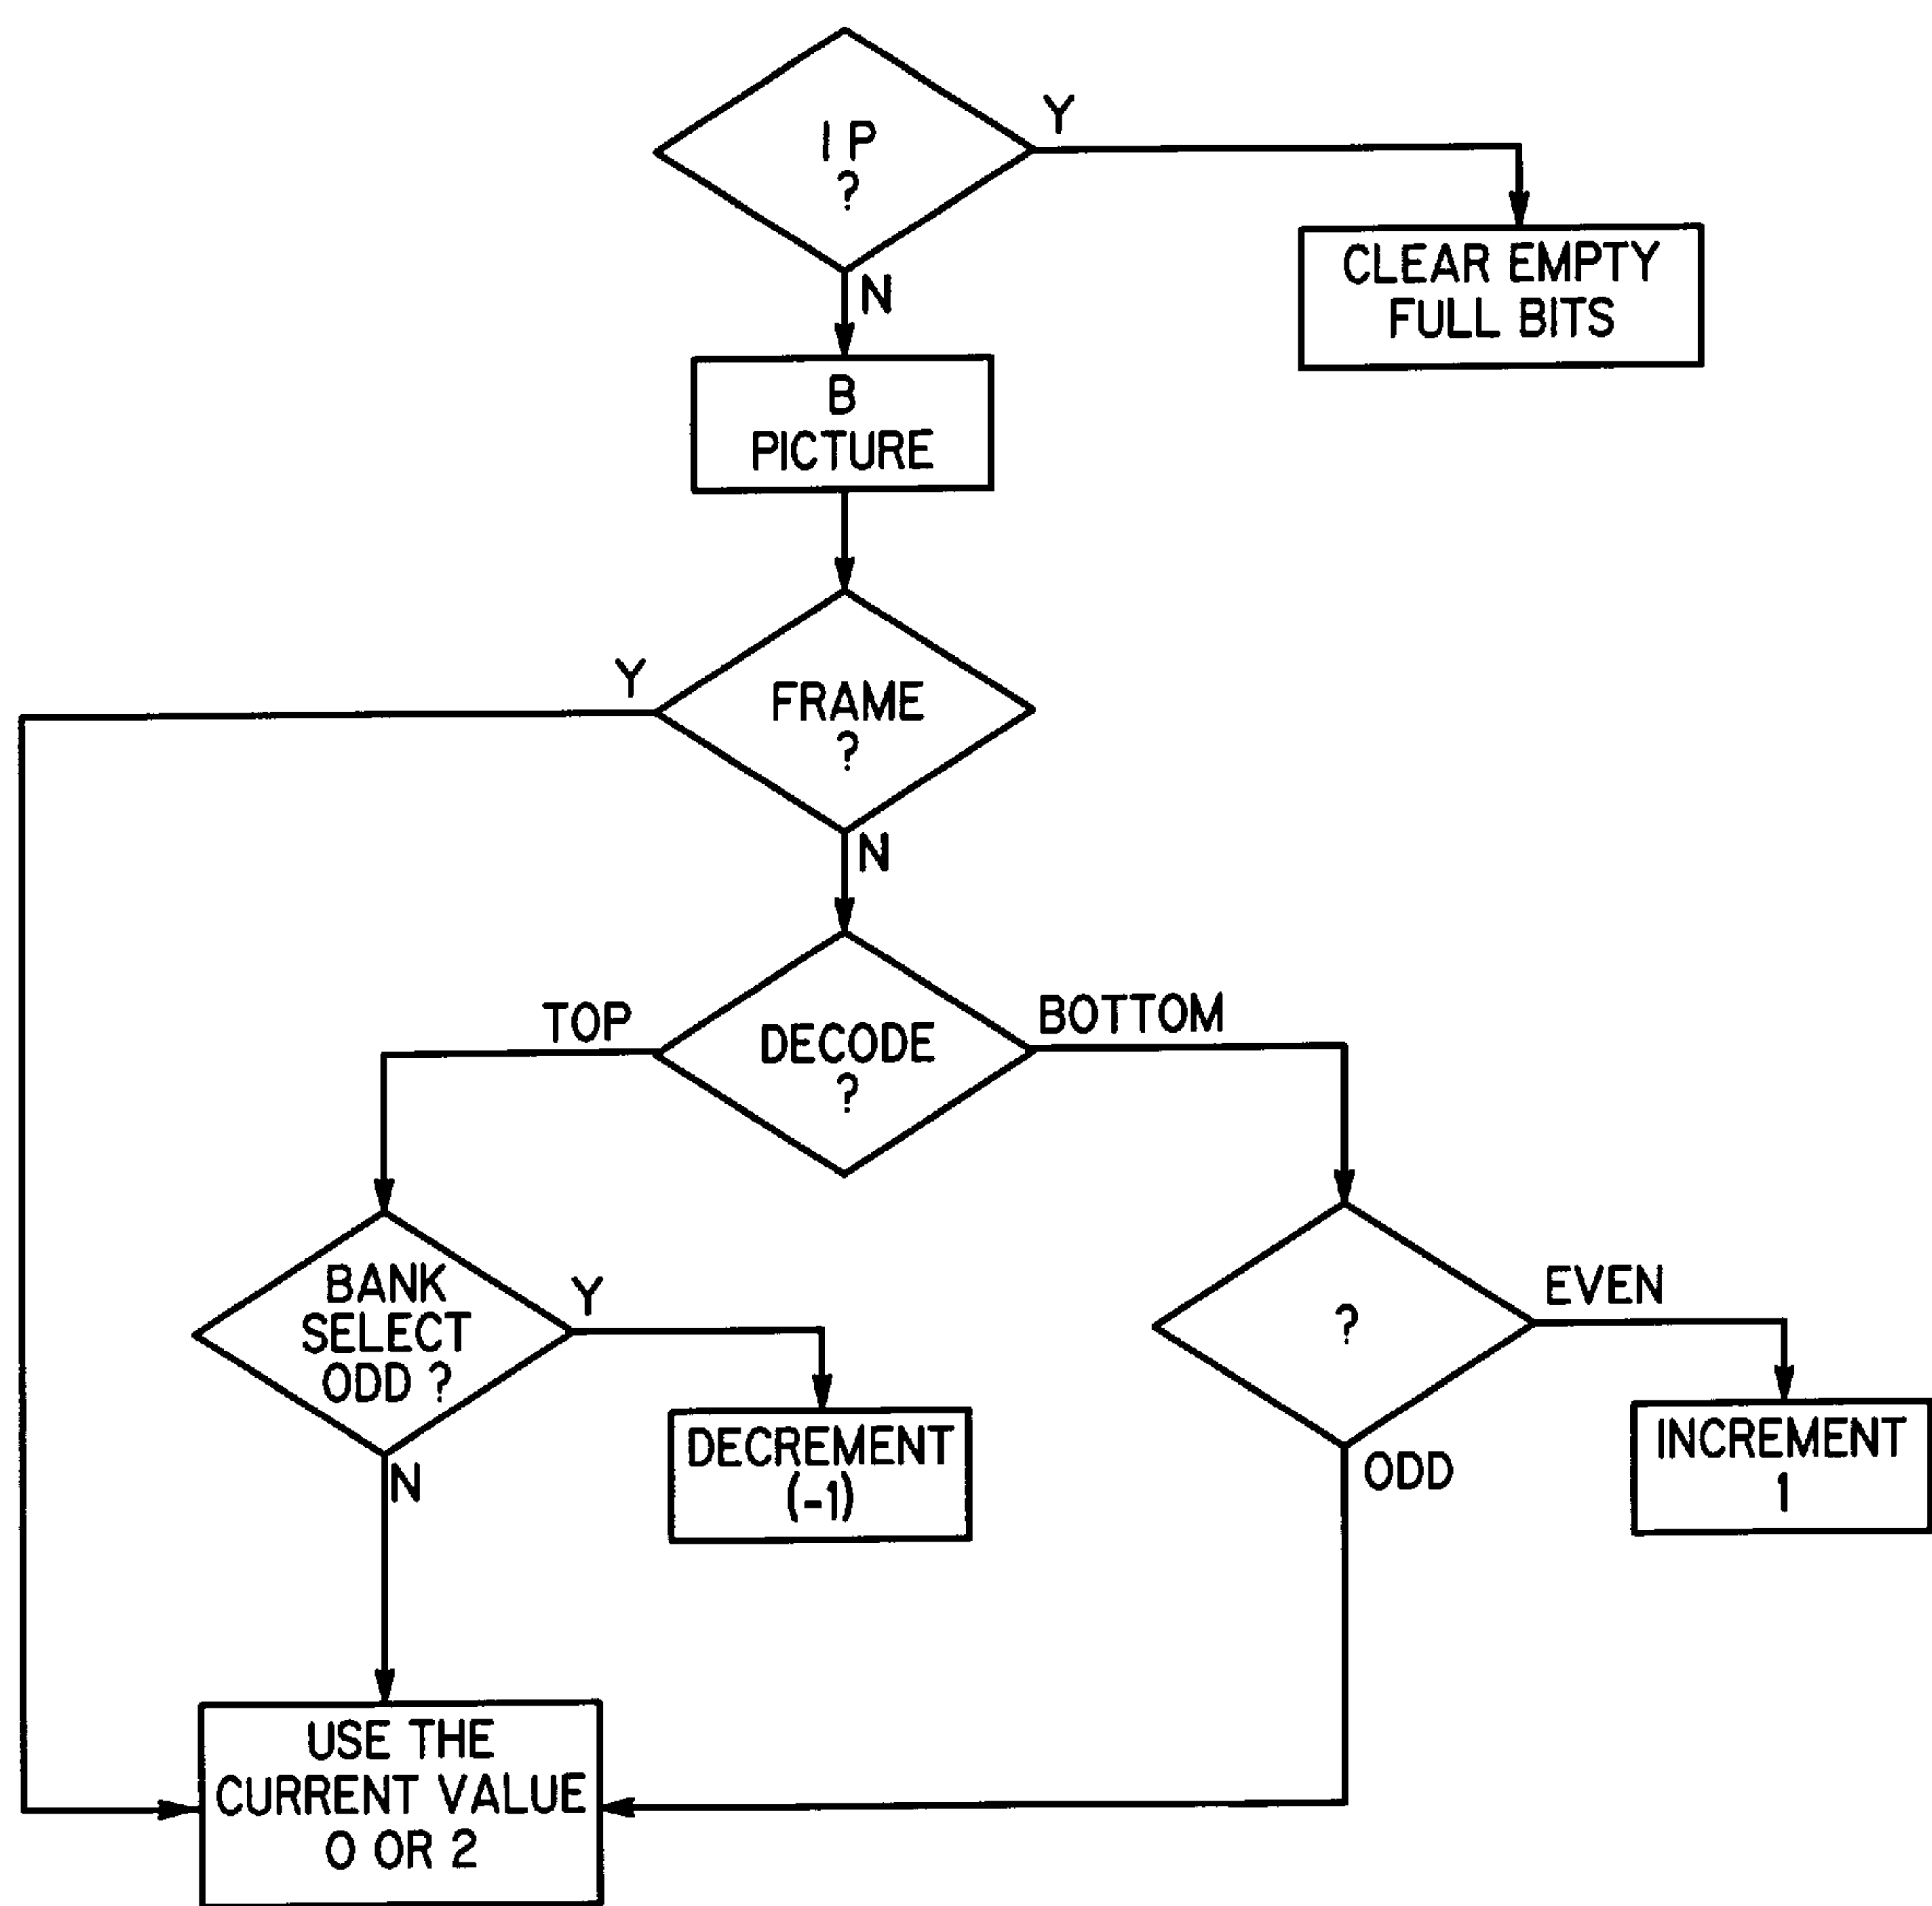 I P
?
Y
CLEAR EMPTY
FULL BITS
N
B
PICTURE
Y
FRAME
?
N
TOP
DECODE
?
BOTTOM
BANK
SELECT
ODD ?
Y
DECREMENT
(-1)
N
?
EVEN
INCREMENT
1
ODD
USE THE
CURRENT VALUE
0 OR 2